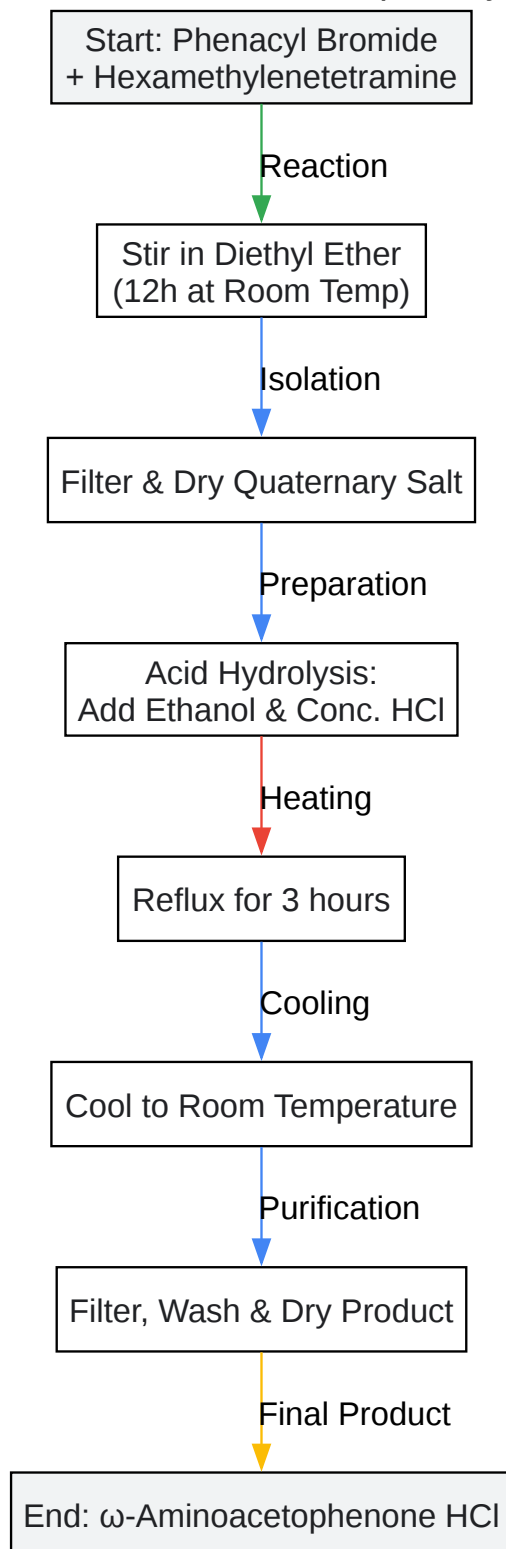 Start: Phenacyl Bromide
+ Hexamethylenetetramine
Reaction
Stir in Diethyl Ether
(12h at Room Temp)
Isolation
Filter & Dry Quaternary Salt
Preparation
Acid Hydrolysis:
Add Ethanol & Conc. HCl
Heating
Reflux for 3 hours
Cooling
Cool to Room Temperature
Purification
Filter, Wash & Dry Product
Final Product
End: ω-Aminoacetophenone HCl